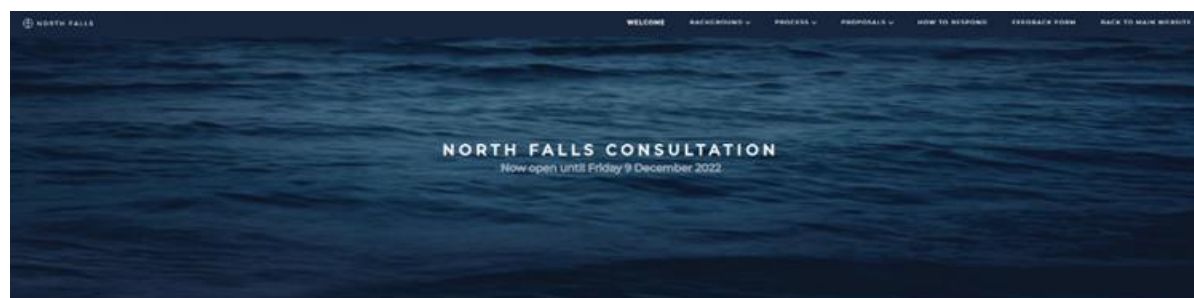 NORTH FALLS
WELCOME BACKGROUND PROCESS PROPOSALS HOW TO RESPOND FEEDBACK FORM BACK TO MAIN WEBSITE
NORTH FALLS CONSULTATION
Now open until Friday 9 December 2022